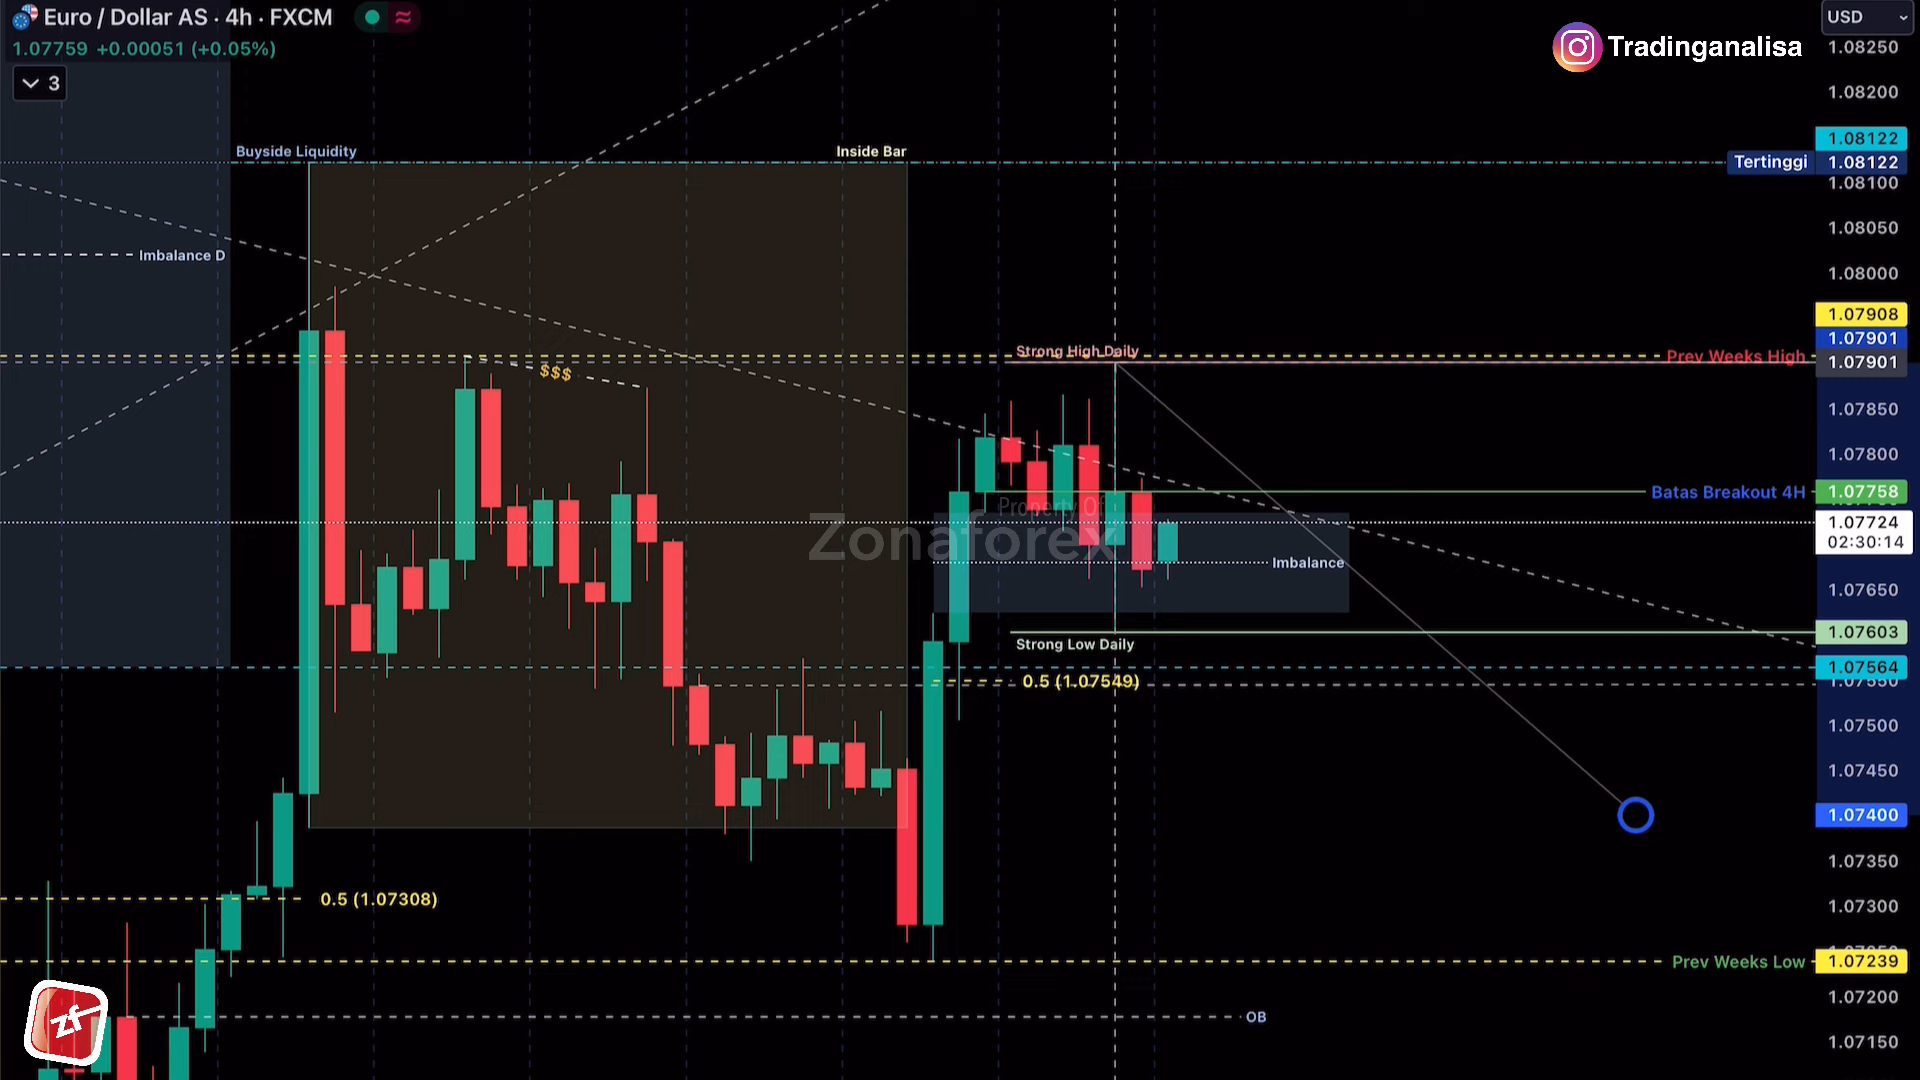 Euro / Dollar AS · 4h · FXCM
1.07759 +0.00051 (+0.05%)
3
Tradinganalisa
USD
1.08250
1.08200
1.08122
Buyside Liquidity
Inside Bar
Tertinggi 1.08122
1.08100
1.08050
Imbalance D
1.08000
1.07908
1.07901
Strong High Daily
Prev Weeks High
1.07901
$$$
1.07850
1.07800
Batas Breakout 4H 1.07758
Property Of
Zonaforex
1.07724
02:30:14
Imbalance
1.07650
1.07603
Strong Low Daily
1.07564
0.5 (1.07549)
1.07550
1.07500
1.07450
1.07400
1.07350
0.5 (1.07308)
1.07300
Prev Weeks Low 1.07239
1.07200
OB
zf
1.07150